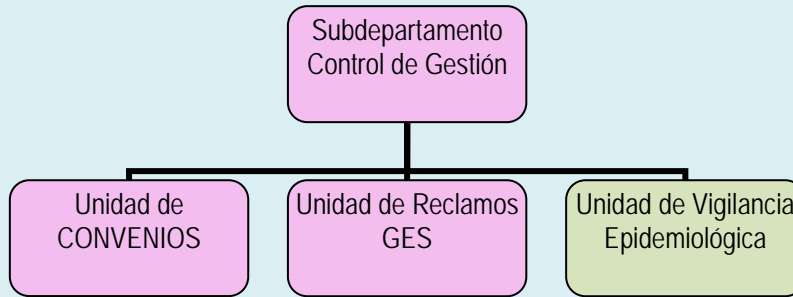 Subdepartamento
Control de Gestión
Unidad de
CONVENIOS
Unidad de Reclamos
GES
Unidad de Vigilancia
Epidemiológica